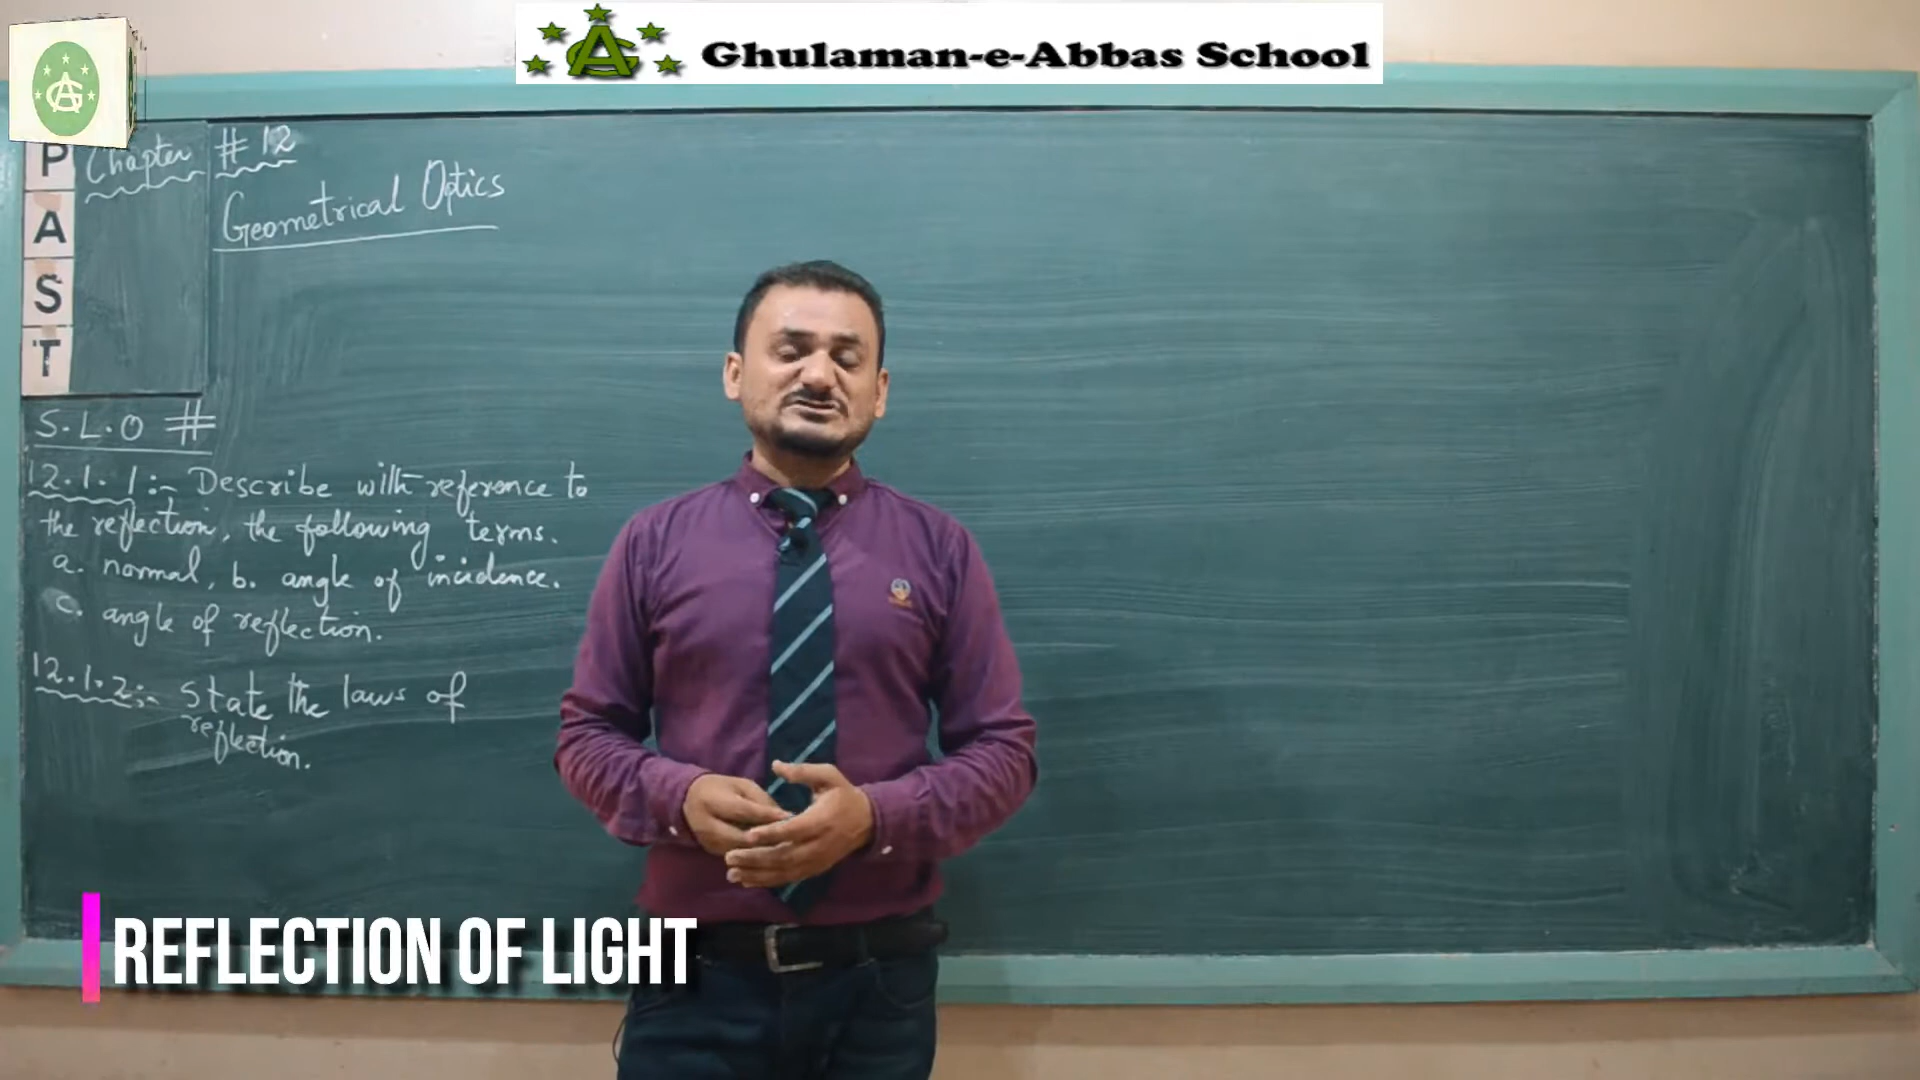 Ghulaman-e-Abbas School
AG
P
A
S
T
Chapter # 12
Geometrical Optics
S.L.O #
12.1.1:- Describe with reference to
the reflection, the following terms.
a. normal, b. angle of incidence.
c. angle of reflection.
12.1.2:- State the laws of
reflection.
REFLECTION OF LIGHT